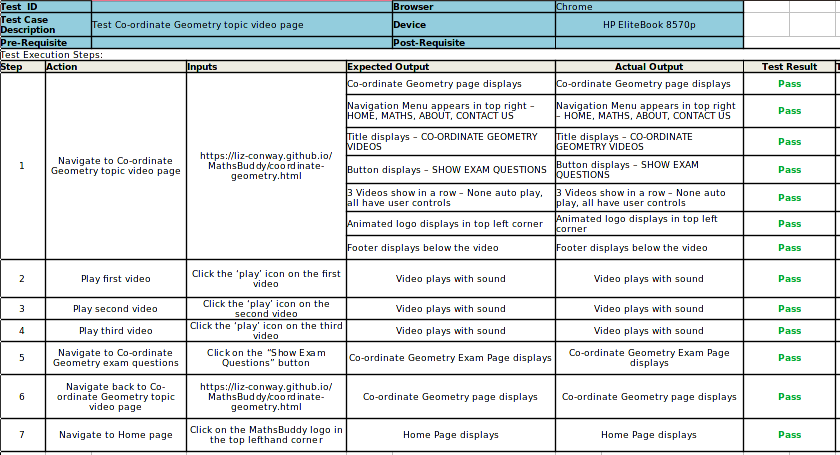 Test ID Browser Chrome
Test Case
Description Test Co-ordinate Geometry topic video page Device HP EliteBook 8570p
Pre-Requisite Post-Requisite
Test Execution Steps:
Step Action Inputs Expected Output Actual Output Test Result T
1
Navigate to Co-ordinate
Geometry topic video page
https://liz-conway.github.io/
MathsBuddy/coordinate-
geometry.html
Co-ordinate Geometry page displays
Co-ordinate Geometry page displays
Pass
Navigation Menu appears in top right –
HOME, MATHS, ABOUT, CONTACT US
Navigation Menu appears in top right
– HOME, MATHS, ABOUT, CONTACT US
Pass
Title displays – CO-ORDINATE GEOMETRY
VIDEOS
Title displays – CO-ORDINATE
GEOMETRY VIDEOS
Pass
Button displays – SHOW EXAM QUESTIONS
Button displays – SHOW EXAM
QUESTIONS
Pass
3 Videos show in a row – None auto play,
all have user controls
3 Videos show in a row – None auto
play, all have user controls
Pass
Animated logo displays in top left corner
Animated logo displays in top left
corner
Pass
Footer displays below the video
Footer displays below the video
Pass
2
Play first video
Click the ‘play’ icon on the first
video
Video plays with sound
Video plays with sound
Pass
3
Play second video
Click the ‘play’ icon on the
second video
Video plays with sound
Video plays with sound
Pass
4
Play third video
Click the ‘play’ icon on the third
video
Video plays with sound
Video plays with sound
Pass
5
Navigate to Co-ordinate
Geometry exam questions
Click on the “Show Exam
Questions” button
Co-ordinate Geometry Exam Page displays
Co-ordinate Geometry Exam Page
displays
Pass
6
Navigate back to Co-
ordinate Geometry topic
video page
https://liz-conway.github.io/
MathsBuddy/coordinate-
geometry.html
Co-ordinate Geometry page displays
Co-ordinate Geometry page displays
Pass
7
Navigate to Home page
Click on the MathsBuddy logo in
the top lefthand corner
Home Page displays
Home Page displays
Pass